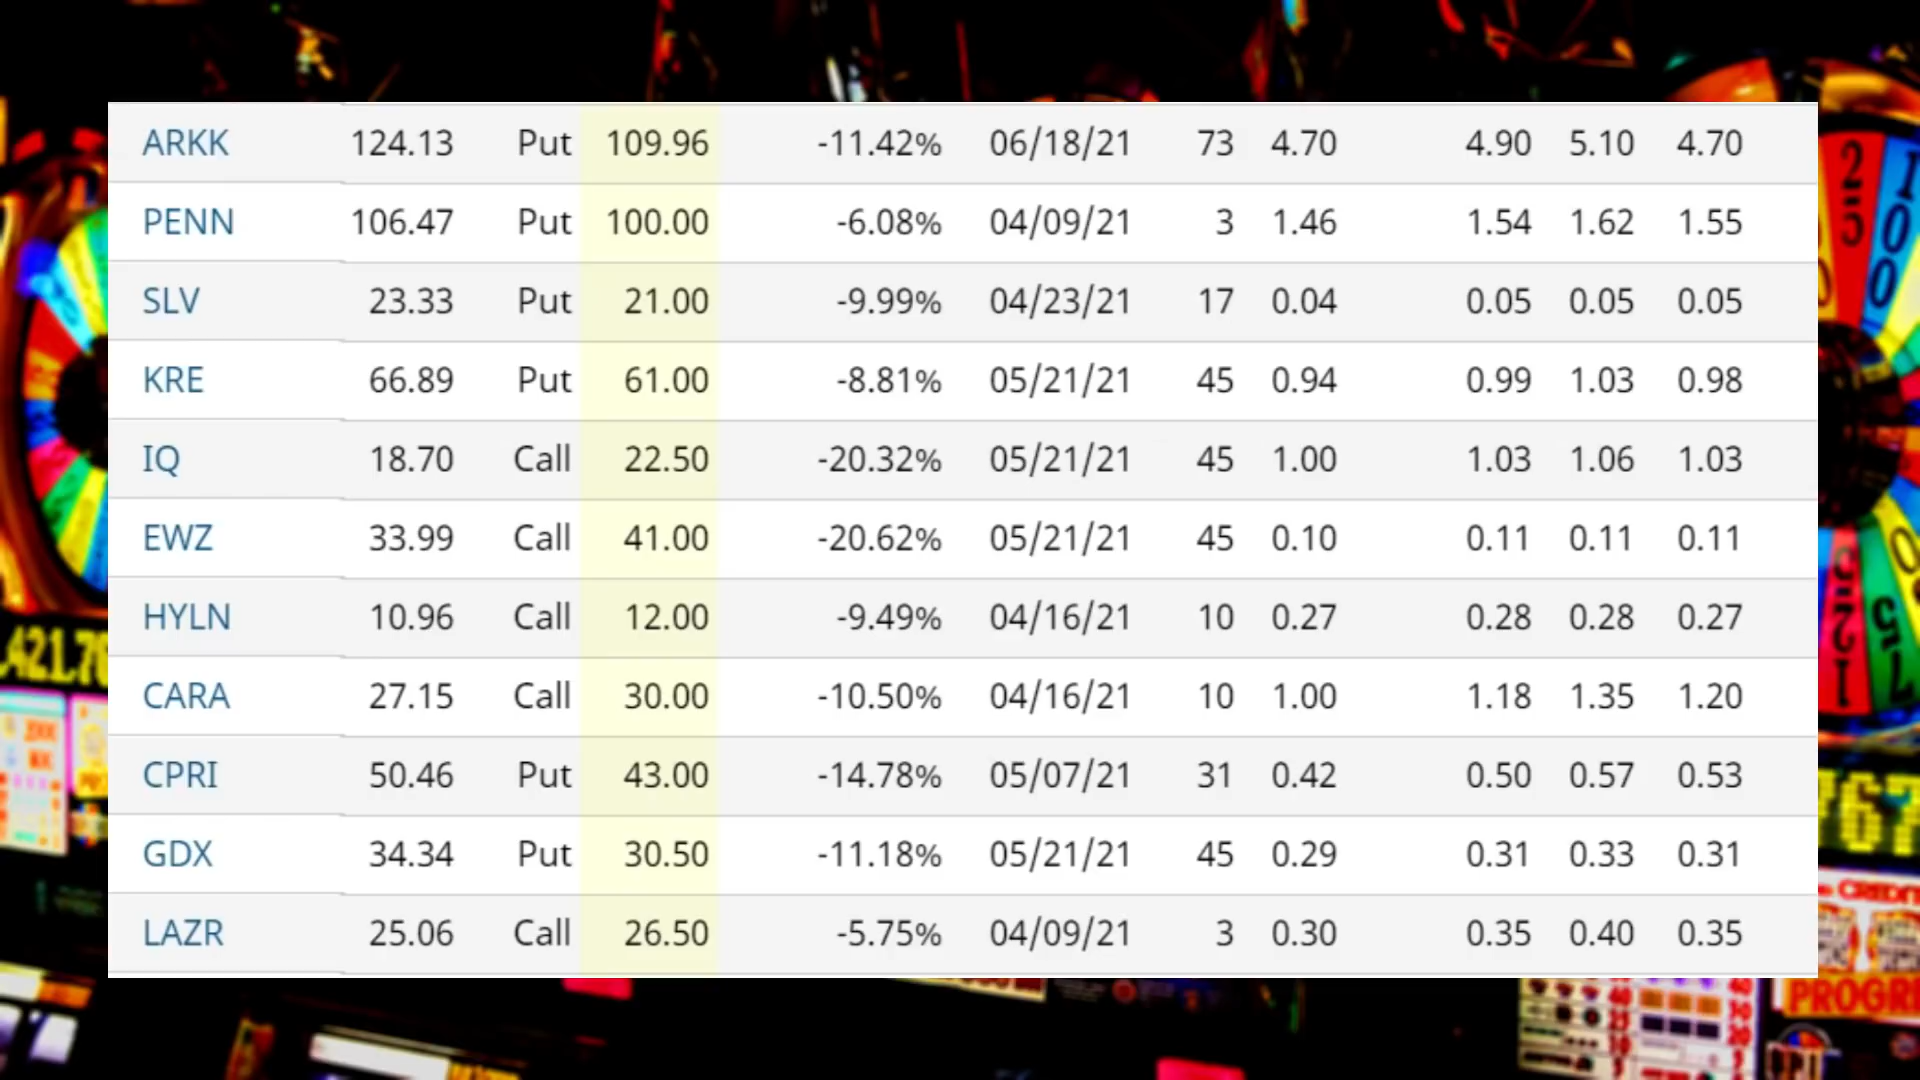 ARKK 124.13 Put 109.96 -11.42% 06/18/21 73 4.70 4.90 5.10 4.70
PENN 106.47 Put 100.00 -6.08% 04/09/21 3 1.46 1.54 1.62 1.55
SLV 23.33 Put 21.00 -9.99% 04/23/21 17 0.04 0.05 0.05 0.05
KRE 66.89 Put 61.00 -8.81% 05/21/21 45 0.94 0.99 1.03 0.98
IQ 18.70 Call 22.50 -20.32% 05/21/21 45 1.00 1.03 1.06 1.03
EWZ 33.99 Call 41.00 -20.62% 05/21/21 45 0.10 0.11 0.11 0.11
HYLN 10.96 Call 12.00 -9.49% 04/16/21 10 0.27 0.28 0.28 0.27
CARA 27.15 Call 30.00 -10.50% 04/16/21 10 1.00 1.18 1.35 1.20
CPRI 50.46 Put 43.00 -14.78% 05/07/21 31 0.42 0.50 0.57 0.53
GDX 34.34 Put 30.50 -11.18% 05/21/21 45 0.29 0.31 0.33 0.31
LAZR 25.06 Call 26.50 -5.75% 04/09/21 3 0.30 0.35 0.40 0.35